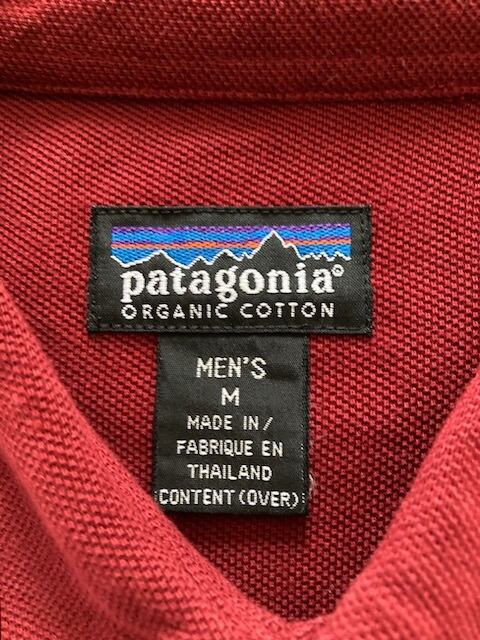 patagonia®
ORGANIC COTTON
MEN'S
M
MADE IN/
FABRIQUE EN
THAILAND
CONTENT (OVER)